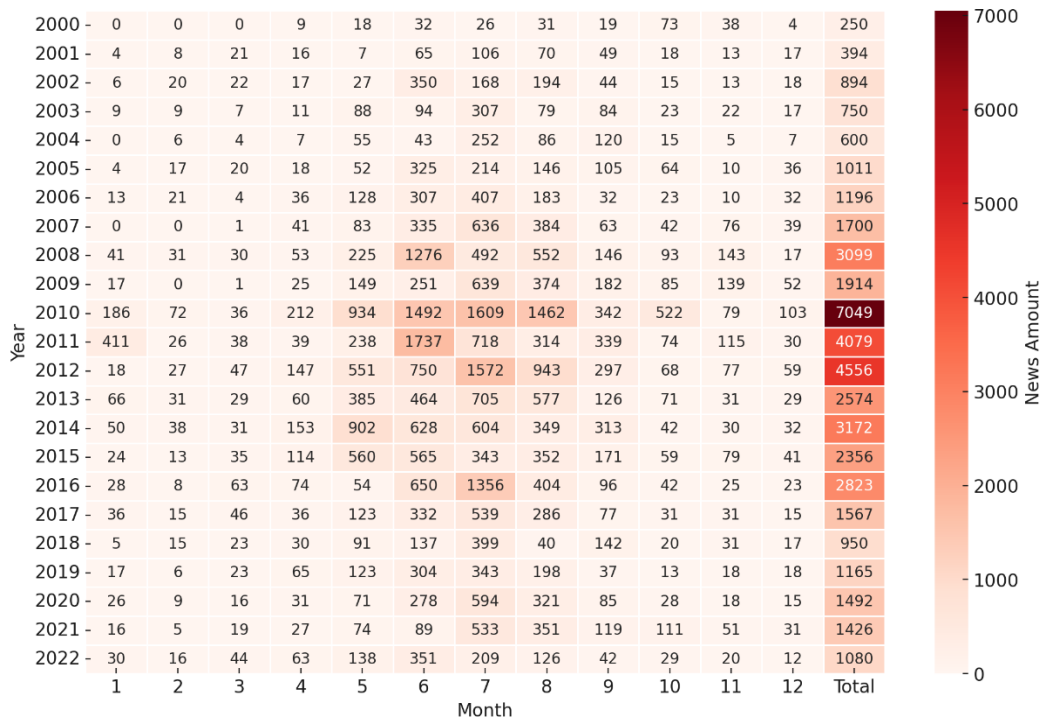 2000 0 0 0 9 18 32 26 31 19 73 38 4 250
2001 4 8 21 16 7 65 106 70 49 18 13 17 394
2002 6 20 22 17 27 350 168 194 44 15 13 18 894
2003 9 9 7 11 88 94 307 79 84 23 22 17 750
2004 0 6 4 7 55 43 252 86 120 15 5 7 600
2005 4 17 20 18 52 325 214 146 105 64 10 36 1011
2006 13 21 4 36 128 307 407 183 32 23 10 32 1196
2007 0 0 1 41 83 335 636 384 63 42 76 39 1700
2008 41 31 30 53 225 1276 492 552 146 93 143 17 3099
2009 17 0 1 25 149 251 639 374 182 85 139 52 1914
2010 186 72 36 212 934 1492 1609 1462 342 522 79 103 7049
2011 411 26 38 39 238 1737 718 314 339 74 115 30 4079
2012 18 27 47 147 551 750 1572 943 297 68 77 59 4556
2013 66 31 29 60 385 464 705 577 126 71 31 29 2574
2014 50 38 31 153 902 628 604 349 313 42 30 32 3172
2015 24 13 35 114 560 565 343 352 171 59 79 41 2356
2016 28 8 63 74 54 650 1356 404 96 42 25 23 2823
2017 36 15 46 36 123 332 539 286 77 31 31 15 1567
2018 5 15 23 30 91 137 399 40 142 20 31 17 950
2019 17 6 23 65 123 304 343 198 37 13 18 18 1165
2020 26 9 16 31 71 278 594 321 85 28 18 15 1492
2021 16 5 19 27 74 89 533 351 119 111 51 31 1426
2022 30 16 44 63 138 351 209 126 42 29 20 12 1080
1 2 3 4 5 6 7 8 9 10 11 12 Total
Month
Year
7000
6000
5000
4000
3000
2000
1000
0
News Amount